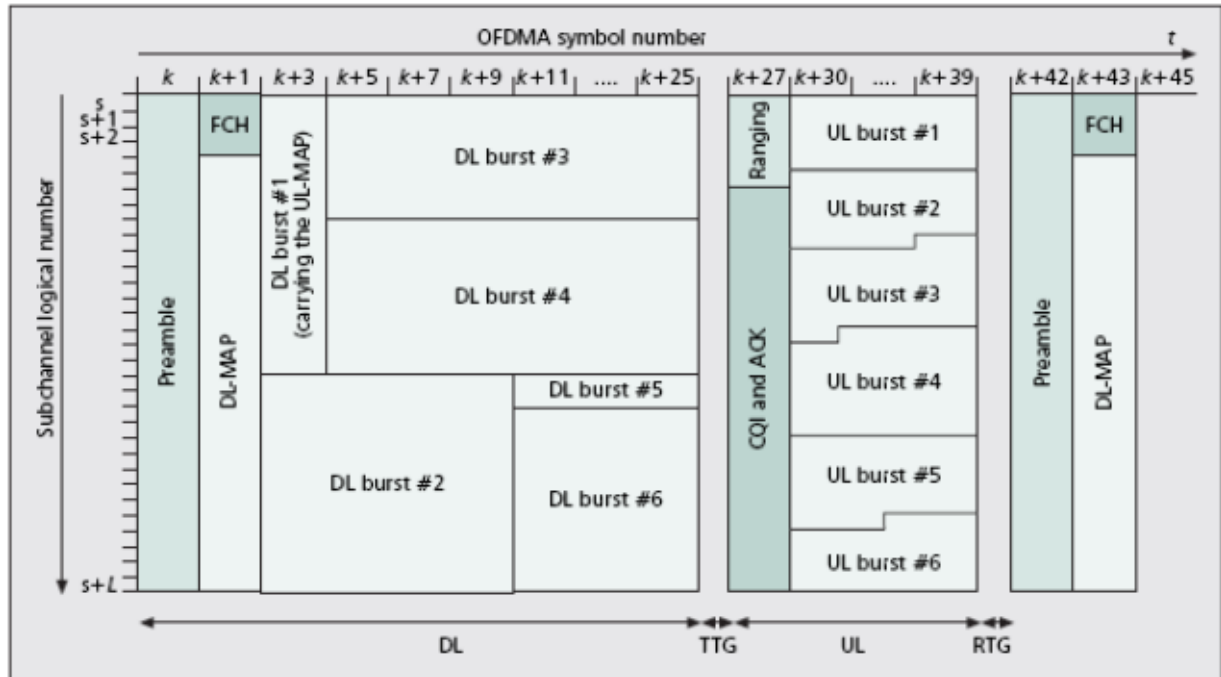 OFDMA symbol number
t
k k+1 k+3 k+5 k+7 k+9 k+11 .... k+25 k+27 k+30 .... k+39 k+42 k+43 k+45
Subchannel logical number
s
s+1
s+2
s+L
Preamble
FCH
DL-MAP
DL burst #1
(carrying the UL-MAP)
DL burst #3
DL burst #4
DL burst #2
DL burst #5
DL burst #6
Ranging
CQI and ACK
UL burst #1
UL burst #2
UL burst #3
UL burst #4
UL burst #5
UL burst #6
Preamble
FCH
DL-MAP
DL TTG UL RTG